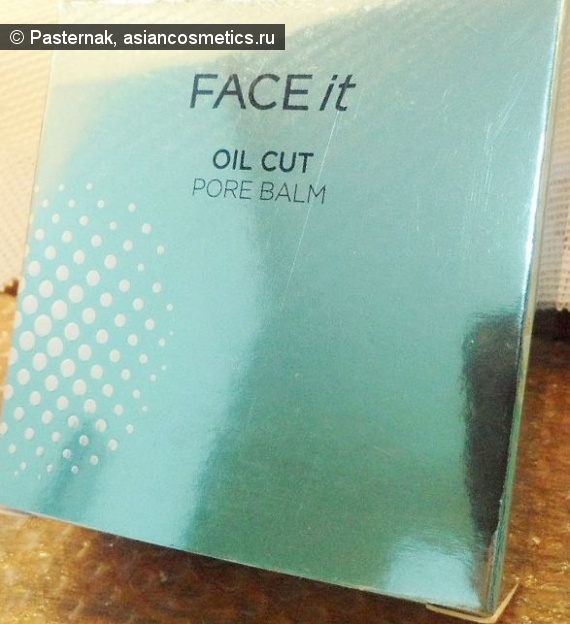 © Pasternak, asiancosmetics.ru
FACE it
OIL CUT
PORE BALM